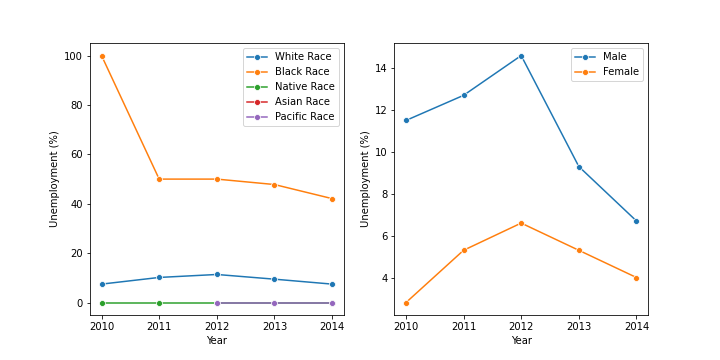 100
80
60
40
20
0
Unemployment (%)
2010 2011 2012 2013 2014
Year
White Race
Black Race
Native Race
Asian Race
Pacific Race
14
12
10
8
6
4
Unemployment (%)
2010 2011 2012 2013 2014
Year
Male
Female